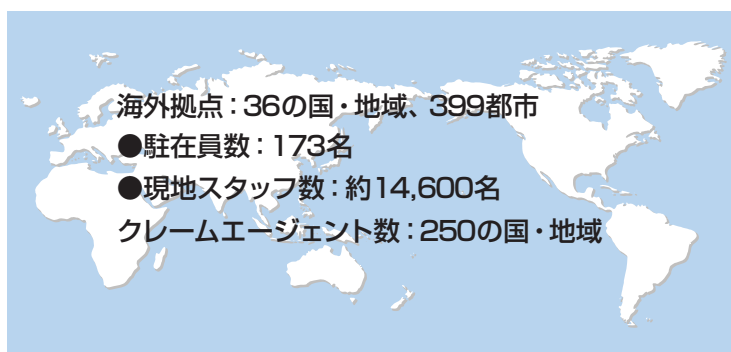 海外拠点：36の国・地域、399都市
●駐在員数：173名
●現地スタッフ数：約14,600名
クレームエージェント数：250の国・地域